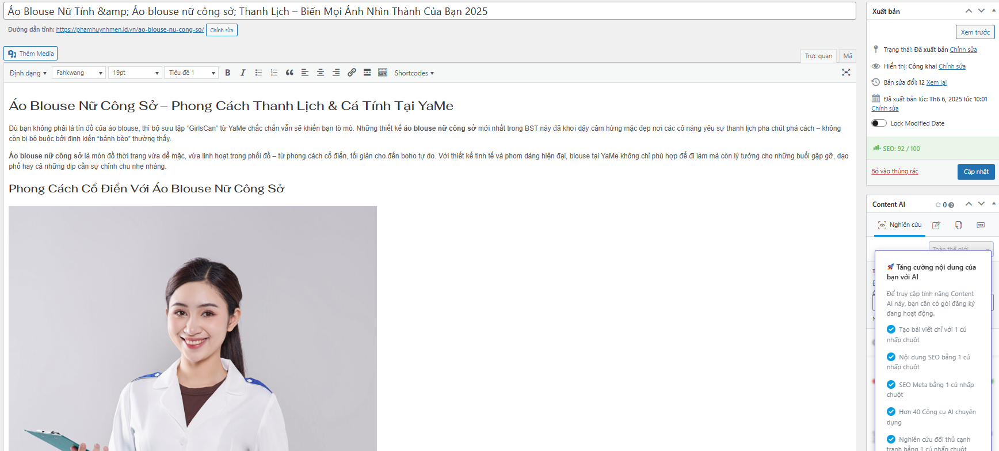 Áo Blouse Nữ Tính &amp; Áo blouse nữ công sở; Thanh Lịch – Biến Mọi Ánh Nhìn Thành Của Bạn 2025
Đường dẫn tĩnh: https://phamhuynhmen.id.vn/ao-blouse-nu-cong-so/ Chỉnh sửa
Thêm Media
Trực quan Mã
Định dạng Fahkwang 19pt Tiêu đề 1 B I Shortcodes
Áo Blouse Nữ Công Sở – Phong Cách Thanh Lịch & Cá Tính Tại YaMe
Dù bạn không phải là tín đồ của áo blouse, thì bộ sưu tập “GirlsCan” từ YaMe chắc chắn vẫn sẽ khiến bạn tò mò. Những thiết kế áo blouse nữ công sở mới nhất trong BST này đã khơi dậy cảm hứng mặc đẹp nơi các cô nàng yêu sự thanh lịch pha chút phá cách – không
còn bị bó buộc bởi định kiến “bánh bèo” thường thấy.
Áo blouse nữ công sở là món đồ thời trang vừa dễ mặc, vừa linh hoạt trong phối đồ – từ phong cách cổ điển, tối giản cho đến boho tự do. Với thiết kế tinh tế và phom dáng hiện đại, blouse tại YaMe không chỉ phù hợp để đi làm mà còn lý tưởng cho những buổi gặp gỡ, dạo
phố hay cả những dịp cần sự chỉnh chu nhẹ nhàng.
Phong Cách Cổ Điển Với Áo Blouse Nữ Công Sở
Xuất bản
Xem trước
Trạng thái: Đã xuất bản Chỉnh sửa
Hiển thị: Công khai Chỉnh sửa
Bản sửa đổi: 12 Xem lại
Đã xuất bản lúc: Th6 6, 2025 lúc 10:01
Chỉnh sửa
Lock Modified Date
SEO: 92 / 100
Bỏ vào thùng rác Cập nhật
Content AI 0
Nghiên cứu
Toàn thế giới
🚀 Tăng cường nội dung của
bạn với AI
Để truy cập tính năng Content
AI này, bạn cần có gói đăng ký
đang hoạt động.
Tạo bài viết chỉ với 1 cú
nhấp chuột
Nội dung SEO bằng 1 cú
nhấp chuột
SEO Meta bằng 1 cú nhấp
chuột
Hơn 40 Công cụ AI chuyên
dụng
Nghiên cứu đối thủ cạnh
tranh bằng 1 cú nhấp chuột